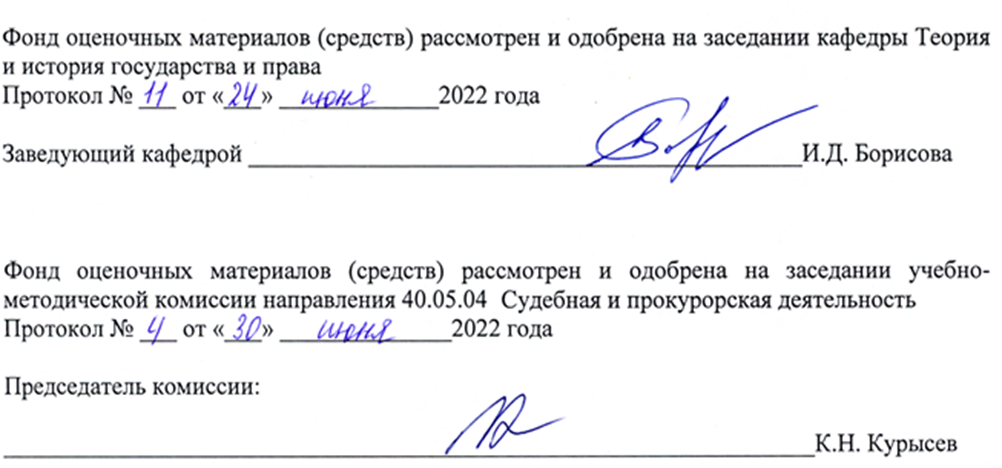 Фонд оценочных материалов (средств) рассмотрен и одобрена на заседании кафедры Теория
и история государства и права
Протокол № 11 от «24» июня 2022 года
Заведующий кафедрой И.Д. Борисова
Фонд оценочных материалов (средств) рассмотрен и одобрена на заседании учебно-
методической комиссии направления 40.05.04 Судебная и прокурорская деятельность
Протокол № 4 от «30» июня 2022 года
Председатель комиссии:
К.Н. Курысев